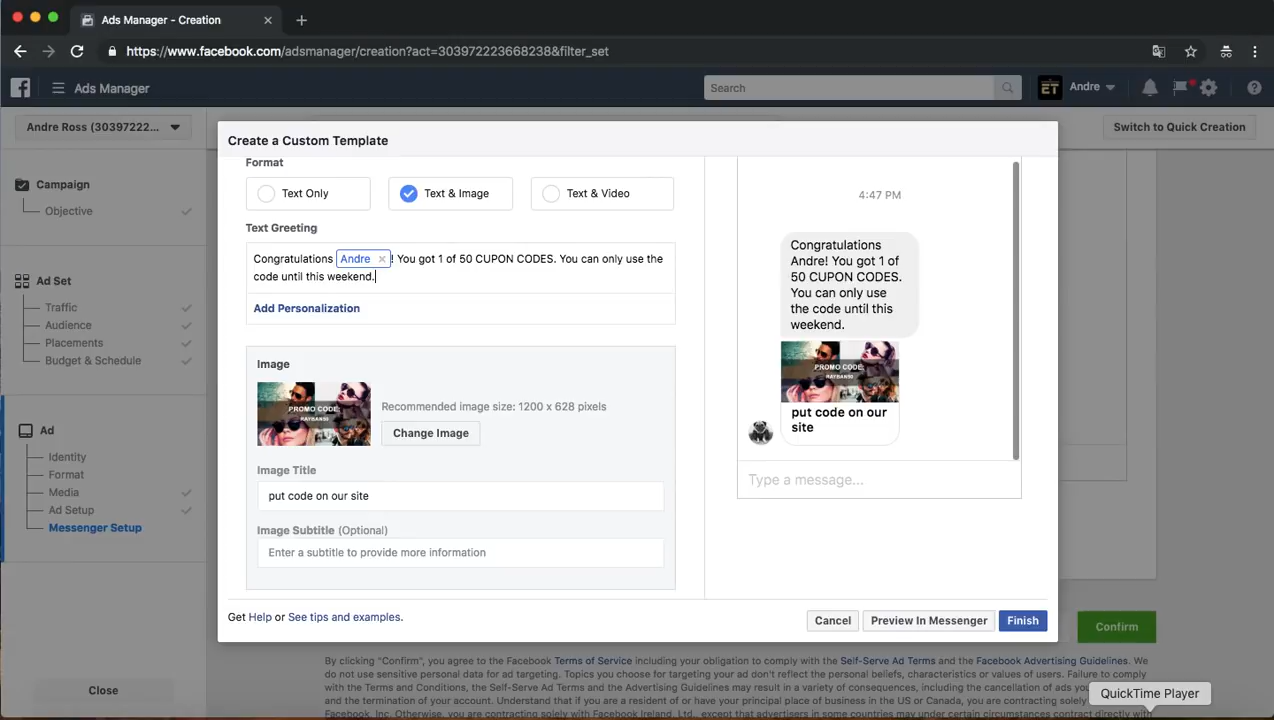 Ads Manager - Creation
https://www.facebook.com/adsmanager/creation?act=303972223668238&filter_set
Ads Manager
Search
ET
Andre
Andre Ross (30397222...
Switch to Quick Creation
Campaign
Objective
Ad Set
Traffic
Audience
Placements
Budget & Schedule
Ad
Identity
Format
Media
Ad Setup
Messenger Setup
Close
Create a Custom Template
Format
Text Only
Text & Image
Text & Video
Text Greeting
Congratulations Andre ! You got 1 of 50 CUPON CODES. You can only use the
code until this weekend.
Add Personalization
Image
PROMO CODE:
RAYBAN90
Recommended image size: 1200 x 628 pixels
Change Image
Image Title
put code on our site
Image Subtitle (Optional)
Enter a subtitle to provide more information
4:47 PM
Congratulations
Andre! You got 1 of
50 CUPON CODES.
You can only use
the code until this
weekend.
PROMO CODE:
RAYBAN90
put code on our
site
Type a message...
Get Help or See tips and examples.
Cancel
Preview In Messenger
Finish
Confirm
By clicking "Confirm", you agree to the Facebook Terms of Service including your obligation to comply with the Self-Serve Ad Terms and the Facebook Advertising Guidelines. We
do not use sensitive personal data for ad targeting. Topics you choose for targeting your ad don't reflect the personal beliefs, characteristics or values of users. Failure to comply
with the Terms and Conditions, the Self-Serve Ad Terms and the Advertising Guidelines may result in a variety of consequences, including the cancellation of ads you
and the termination of your account. Understand that if you are a resident of or have your principal place of business in the US or Canada, you are
contracting solely with Facebook, Inc. Otherwise, you are contracting solely with Facebook Ireland, Ltd., except that advertisers in some countries may under certain circumstances contract directly with
QuickTime Player